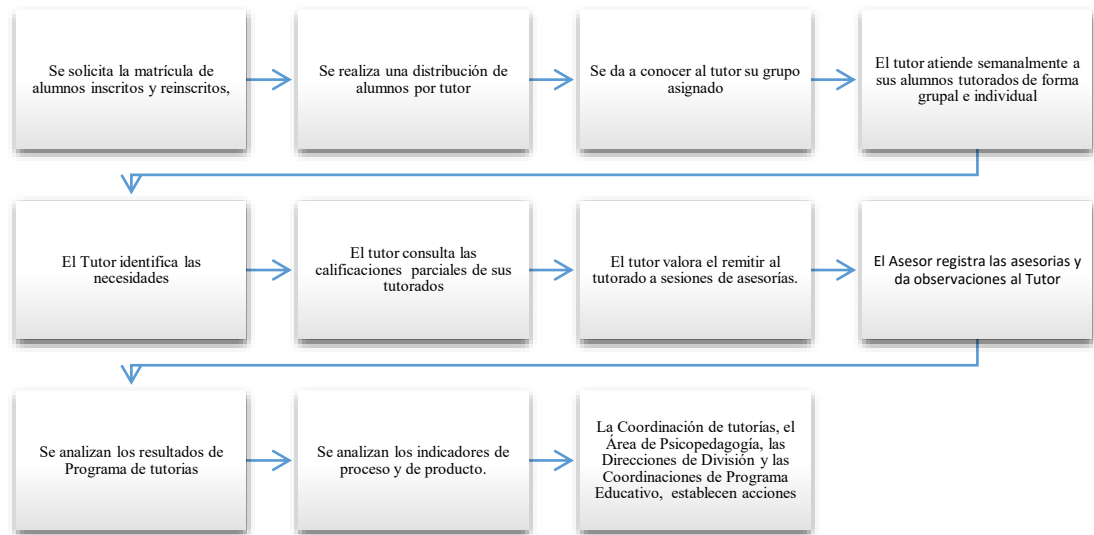 Se solicita la matrícula de
alumnos inscritos y reinscritos,
Se realiza una distribución de
alumnos por tutor
Se da a conocer al tutor su grupo
asignado
El tutor atiende semanalmente a
sus alumnos tutorados de forma
grupal e individual
El Tutor identifica las
necesidades
El tutor consulta las
calificaciones parciales de sus
tutorados
El tutor valora el remitir al
tutorado a sesiones de asesorías.
El Asesor registra las asesorias y
da observaciones al Tutor
Se analizan los resultados de
Programa de tutorias
Se analizan los indicadores de
proceso y de producto.
La Coordinación de tutorías, el
Área de Psicopedagogía, las
Direcciones de División y las
Coordinaciones de Programa
Educativo, establecen acciones